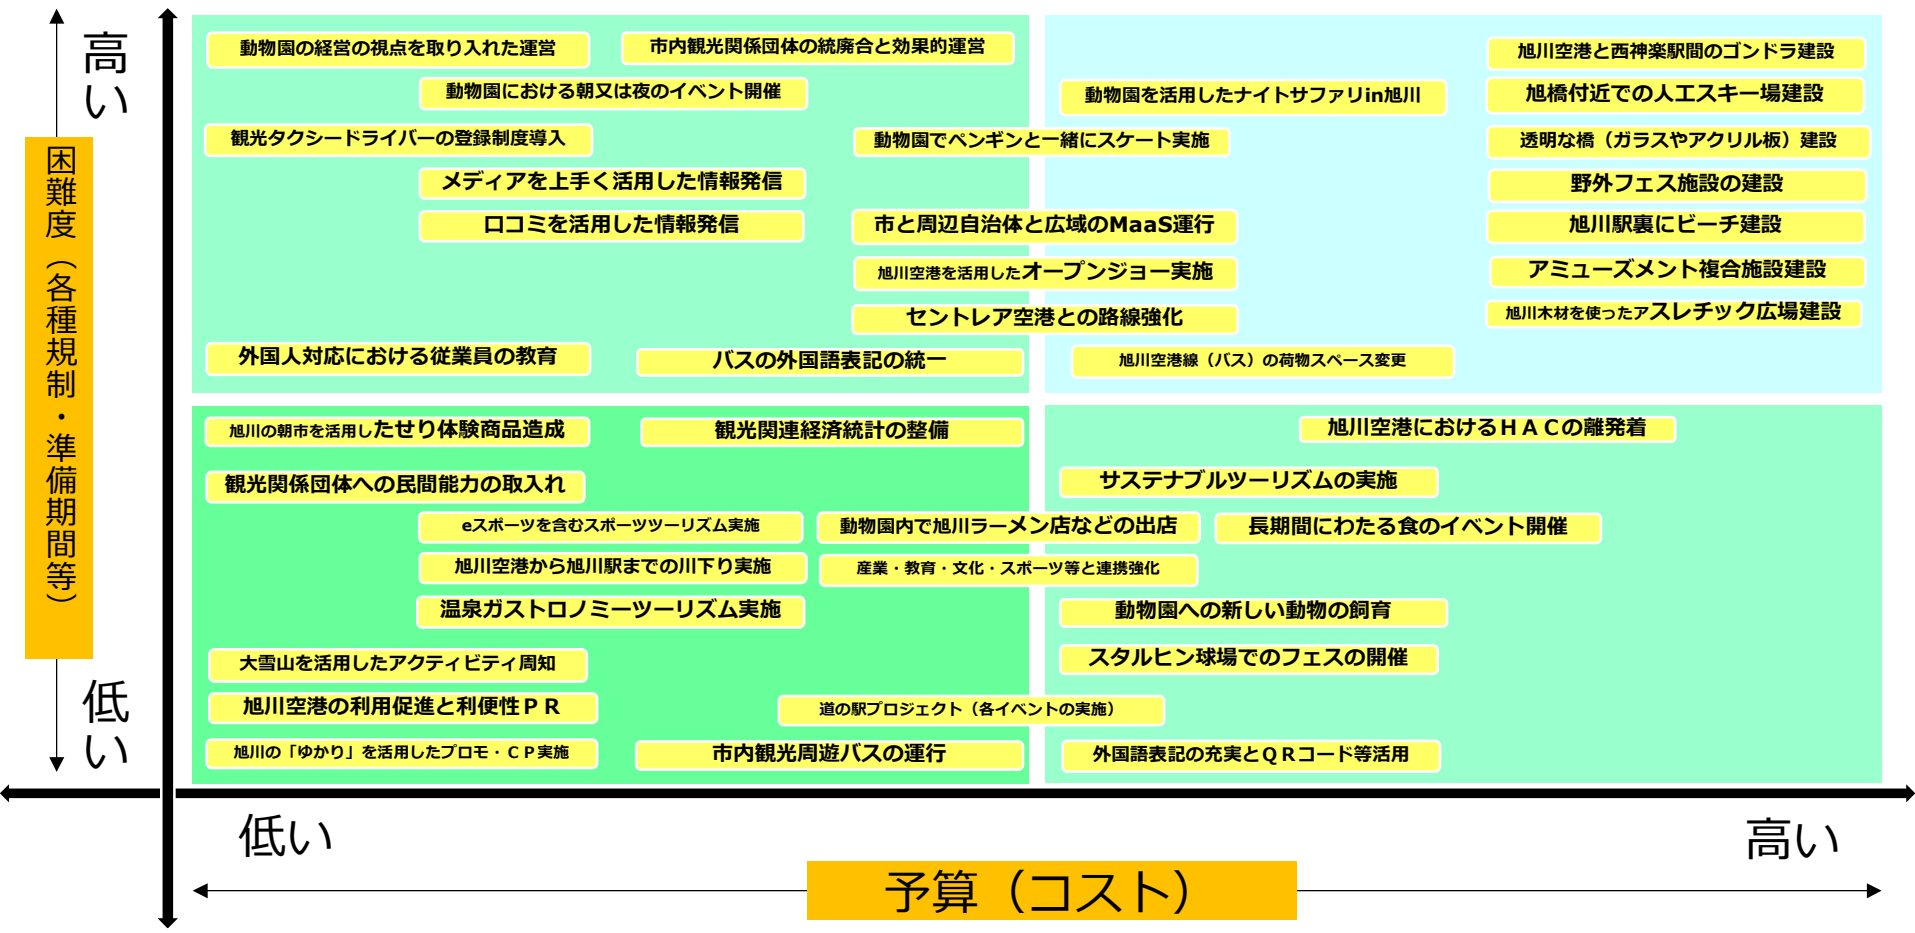 高い
困難度（各種規制・準備期間等）
低い
動物園の経営の視点を取り入れた運営
市内観光関係団体の統廃合と効果的運営
動物園における朝又は夜のイベント開催
観光タクシードライバーの登録制度導入
動物園でペンギンと一緒にスケート実施
メディアを上手く活用した情報発信
口コミを活用した情報発信
市と周辺自治体と広域のMaaS運行
旭川空港を活用したオープンジョー実施
セントレア空港との路線強化
外国人対応における従業員の教育
バスの外国語表記の統一
旭川空港と西神楽駅間のゴンドラ建設
動物園を活用したナイトサファリin旭川
旭橋付近での人工スキー場建設
透明な橋（ガラスやアクリル板）建設
野外フェス施設の建設
旭川駅裏にビーチ建設
アミューズメント複合施設建設
旭川木材を使ったアスレチック広場建設
旭川空港線（バス）の荷物スペース変更
旭川の朝市を活用したせり体験商品造成
観光関連経済統計の整備
観光関係団体への民間能力の取入れ
eスポーツを含むスポーツツーリズム実施
動物園内で旭川ラーメン店などの出店
旭川空港から旭川駅までの川下り実施
産業・教育・文化・スポーツ等と連携強化
温泉ガストロノミーツーリズム実施
大雪山を活用したアクティビティ周知
旭川空港の利用促進と利便性ＰＲ
道の駅プロジェクト（各イベントの実施）
旭川の「ゆかり」を活用したプロモ・ＣＰ実施
市内観光周遊バスの運行
旭川空港におけるＨＡＣの離発着
サステナブルツーリズムの実施
長期間にわたる食のイベント開催
動物園への新しい動物の飼育
スタルヒン球場でのフェスの開催
外国語表記の充実とＱＲコード等活用
低い
高い
予算（コスト）